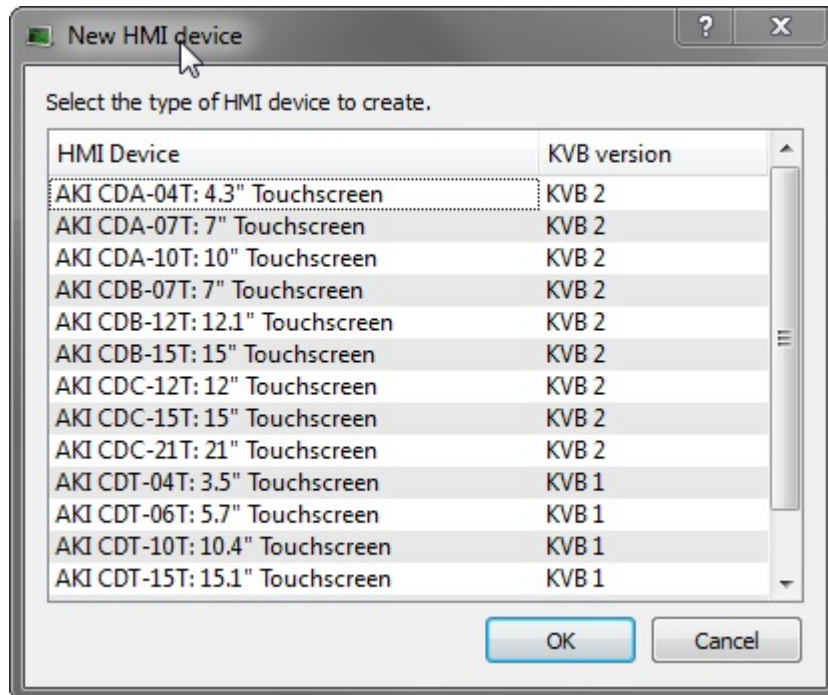 New HMI device
Select the type of HMI device to create.
HMI Device KVB version
AKI CDA-04T: 4.3" Touchscreen KVB 2
AKI CDA-07T: 7" Touchscreen KVB 2
AKI CDA-10T: 10" Touchscreen KVB 2
AKI CDB-07T: 7" Touchscreen KVB 2
AKI CDB-12T: 12.1" Touchscreen KVB 2
AKI CDB-15T: 15" Touchscreen KVB 2
AKI CDC-12T: 12" Touchscreen KVB 2
AKI CDC-15T: 15" Touchscreen KVB 2
AKI CDC-21T: 21" Touchscreen KVB 2
AKI CDT-04T: 3.5" Touchscreen KVB 1
AKI CDT-06T: 5.7" Touchscreen KVB 1
AKI CDT-10T: 10.4" Touchscreen KVB 1
AKI CDT-15T: 15.1" Touchscreen KVB 1
OK Cancel